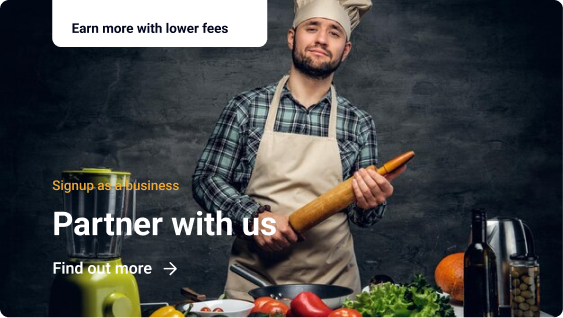 Earn more with lower fees
Signup as a business
Partner with us
Find out more